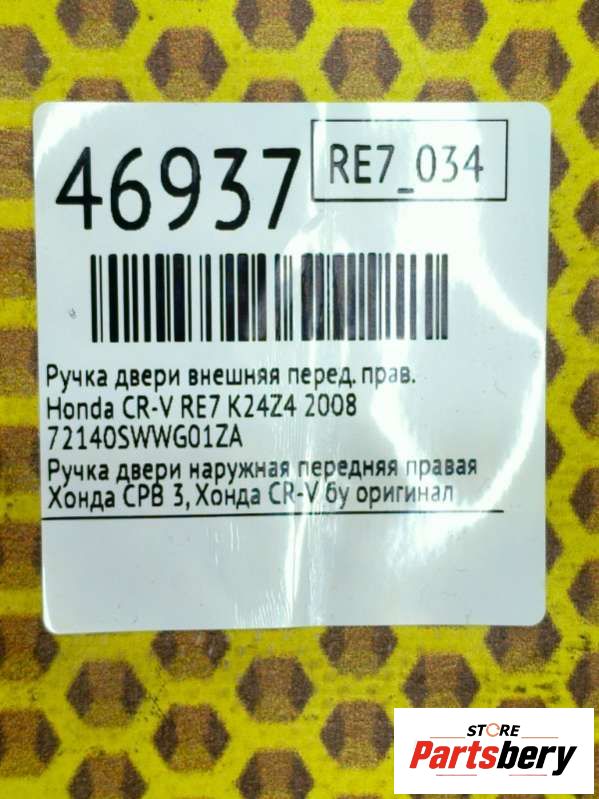 46937
RE7_034
Ручка двери внешняя перед. прав.
Honda CR-V RE7 K24Z4 2008
72140SWWG01ZA
Ручка двери наружная передняя правая
Хонда СРВ 3, Хонда CR-V бу оригинал
STORE
Partsbery